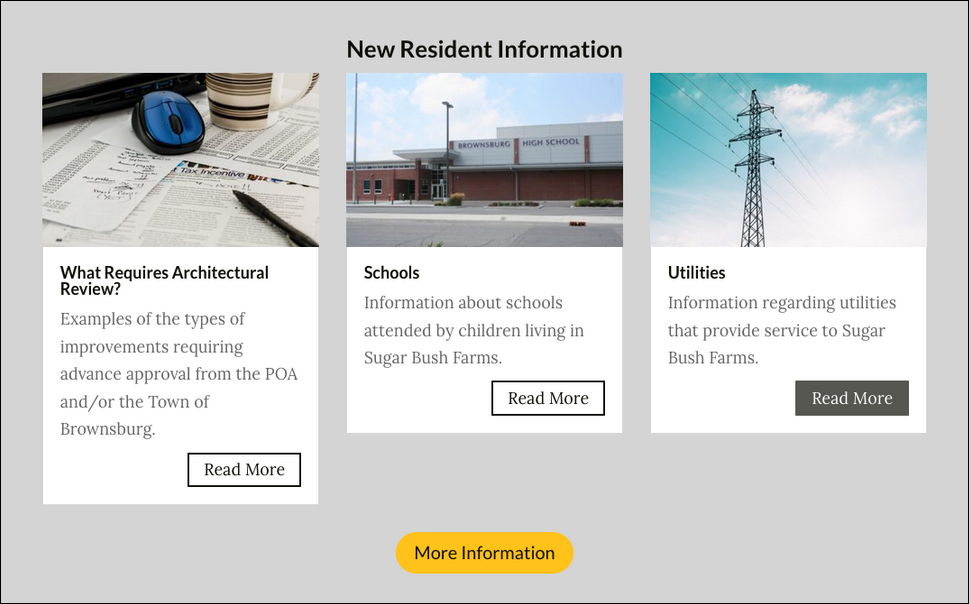 New Resident Information
Tax Incentive
BROWNSBURG HIGH SCHOOL
What Requires Architectural
Review?
Examples of the types of
improvements requiring
advance approval from the POA
and/or the Town of
Brownsburg.
Read More
Schools
Information about schools
attended by children living in
Sugar Bush Farms.
Read More
Utilities
Information regarding utilities
that provide service to Sugar
Bush Farms.
Read More
More Information